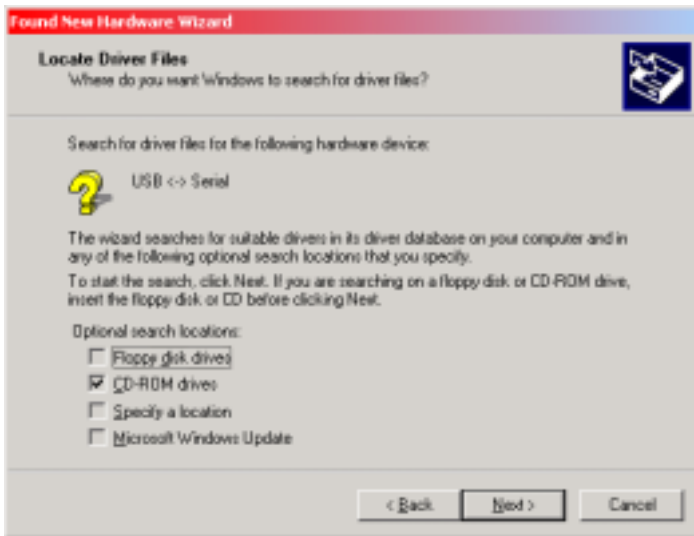 Found New Hardware Wizard
Locate Driver Files
Where do you want Windows to search for driver files?
Search for driver files for the following hardware device:
USB <-> Serial
The wizard searches for suitable drivers in its driver database on your computer and in
any of the following optional search locations that you specify.
To start the search, click Next. If you are searching on a floppy disk or CD-ROM drive,
insert the floppy disk or CD before clicking Next.
Optional search locations:
Floppy disk drives
CD-ROM drives
Specify a location
Microsoft Windows Update
< Back Next > Cancel